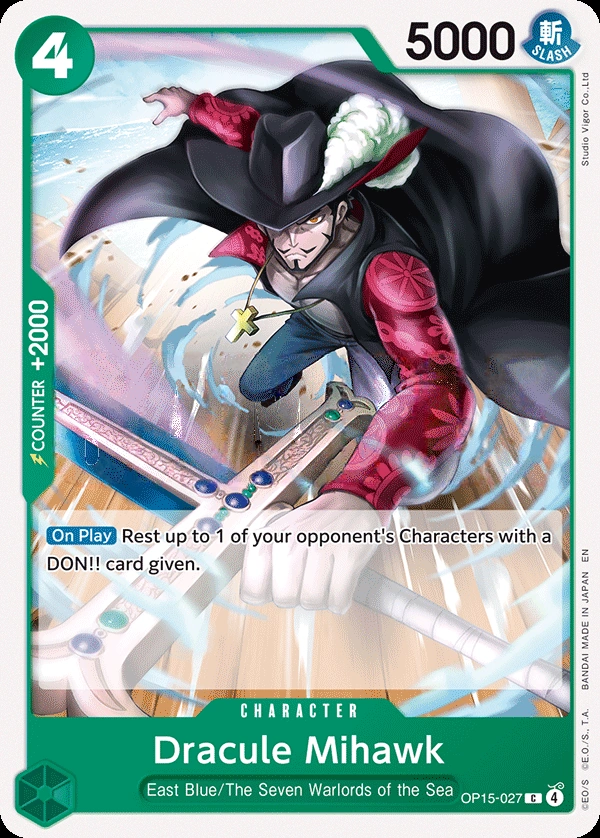 4
5000
斬
SLASH
Studio Vigor Co.,Ltd
COUNTER +2000
On Play Rest up to 1 of your opponent's Characters with a
DON!! card given.
CHARACTER
Dracule Mihawk
East Blue/The Seven Warlords of the Sea
OP15-027 C 4
©E.O/S ©E.O./S., T.A. BANDAI MADE IN JAPAN EN